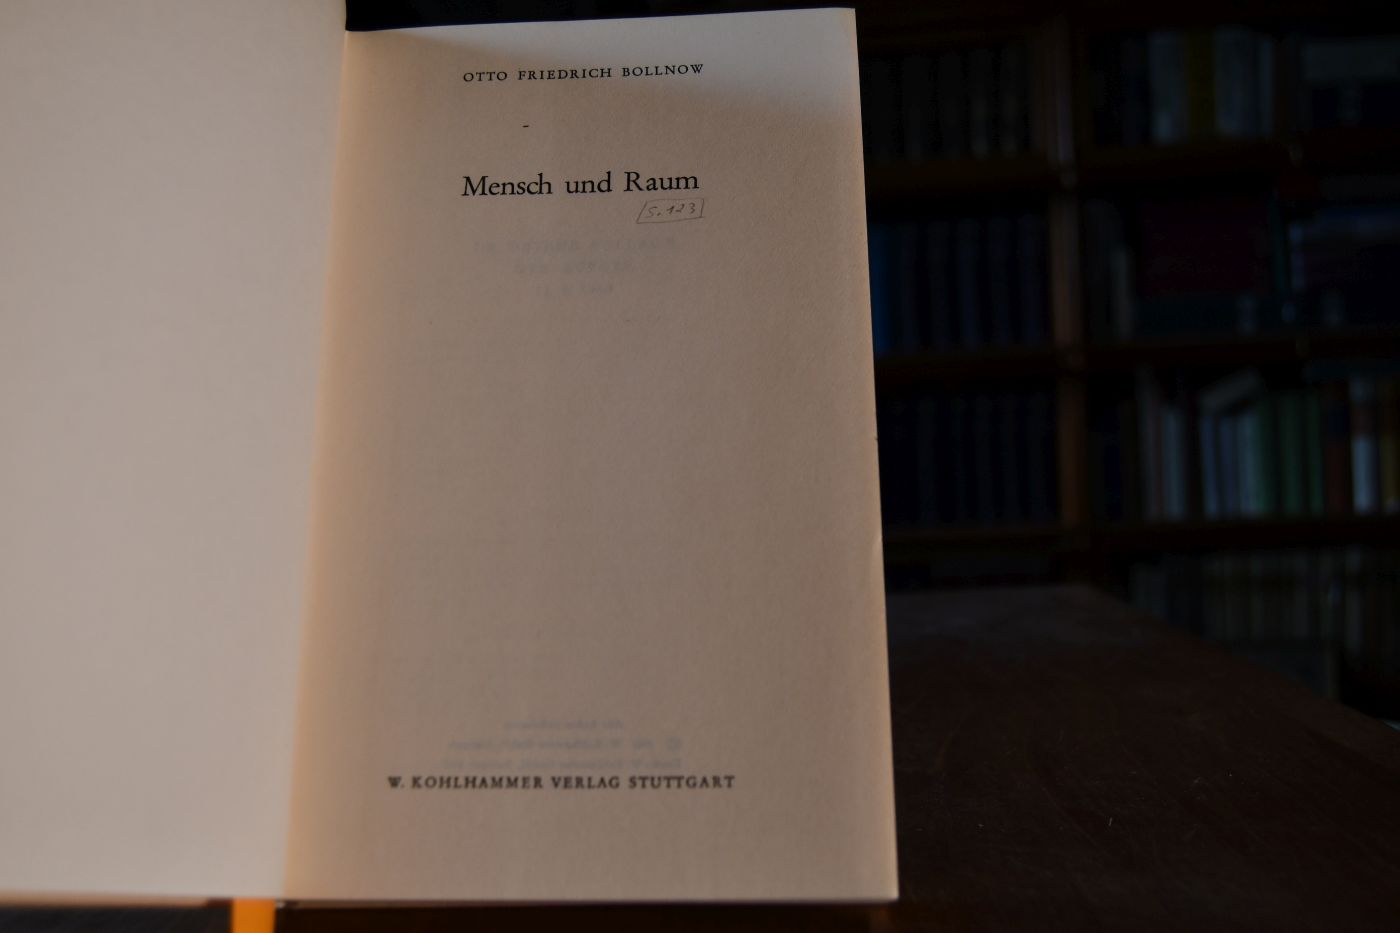 OTTO FRIEDRICH BOLLNOW
Mensch und Raum
S. 123
W. KOHLHAMMER VERLAG STUTTGART